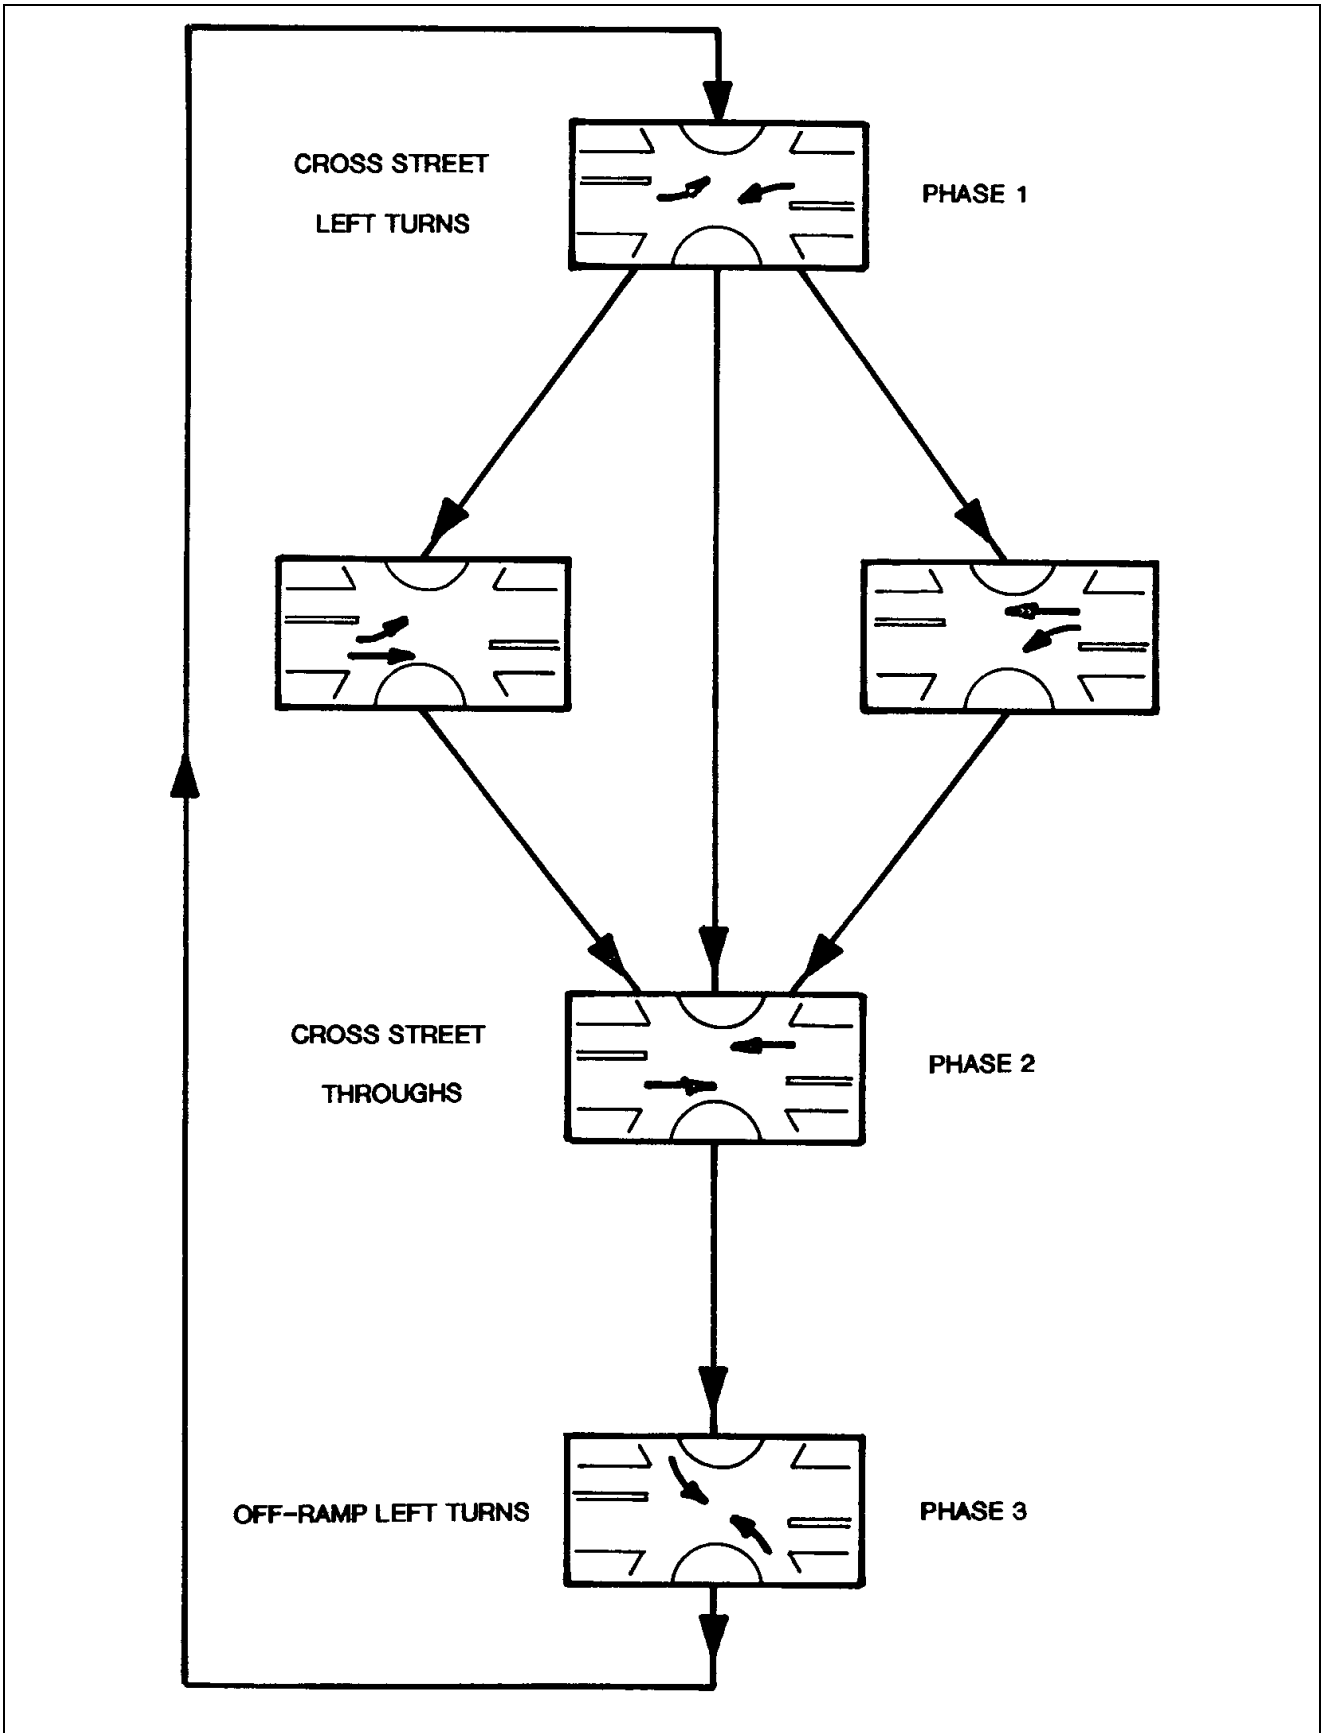 CROSS STREET
LEFT TURNS
PHASE 1
CROSS STREET
THROUGHS
PHASE 2
OFF-RAMP LEFT TURNS
PHASE 3